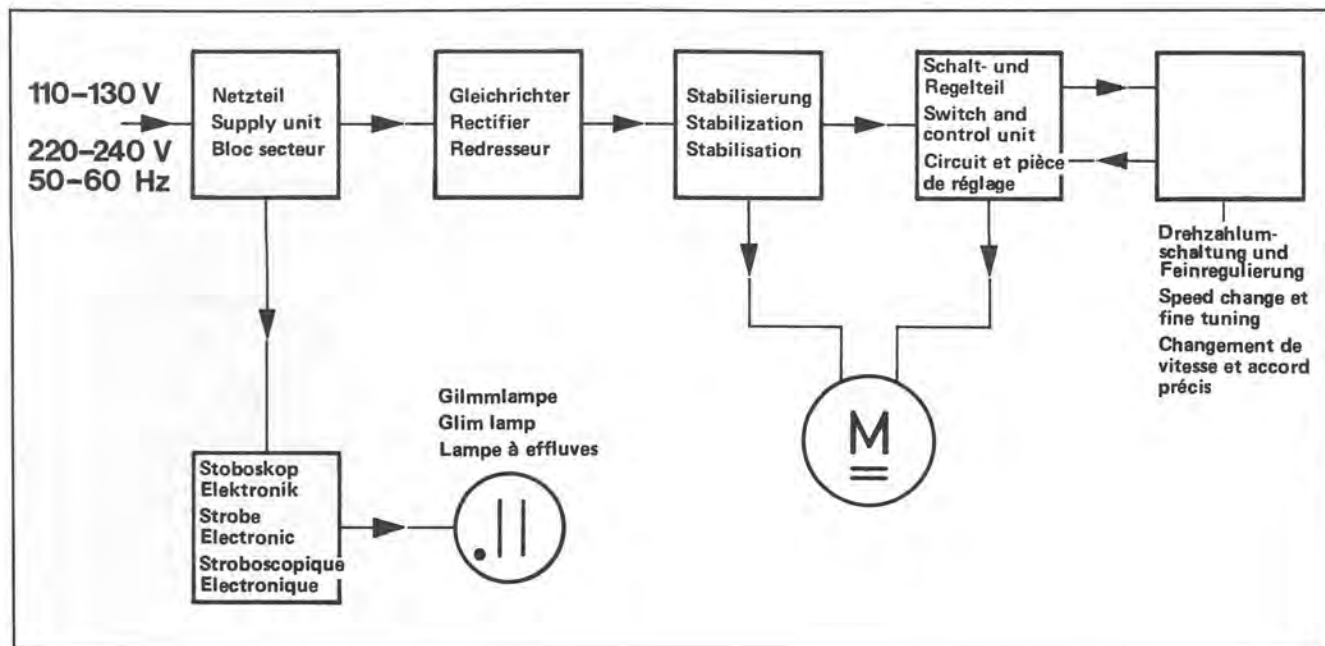 110–130 V
220–240 V
50–60 Hz
Netzteil
Supply unit
Bloc secteur
Gleichrichter
Rectifier
Redresseur
Stabilisierung
Stabilization
Stabilisation
Schalt- und
Regelteil
Switch and
control unit
Circuit et pièce
de réglage
Drehzahlum-
schaltung und
Feinregulierung
Speed change et
fine tuning
Changement de
vitesse et accord
précis
Gilmmlampe
Glim lamp
Lampe à effluves
M
Stoboskop
Elektronik
Strobe
Electronic
Stroboscopique
Electronique